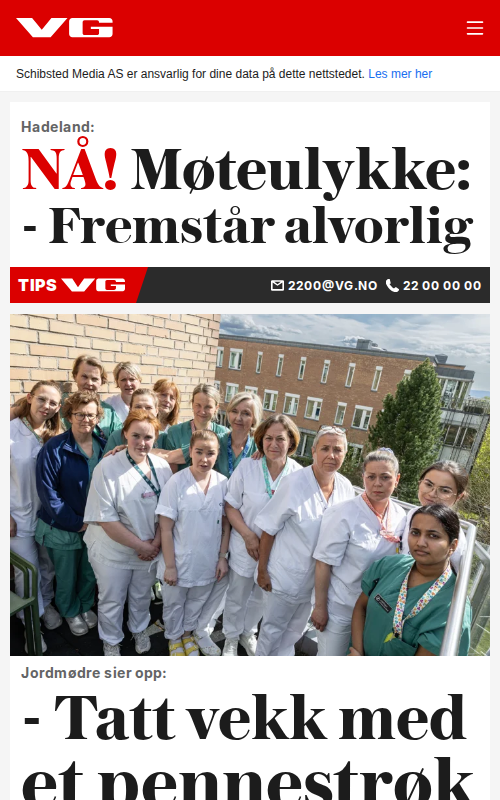 VG
Schibsted Media AS er ansvarlig for dine data på dette nettstedet. Les mer her
Hadeland:
NÅ! Møteulykke:
- Fremstår alvorlig
TIPS VG 2200@VG.NO 22 00 00 00
Jordmødre sier opp:
- Tatt vekk med
et pennestrøk